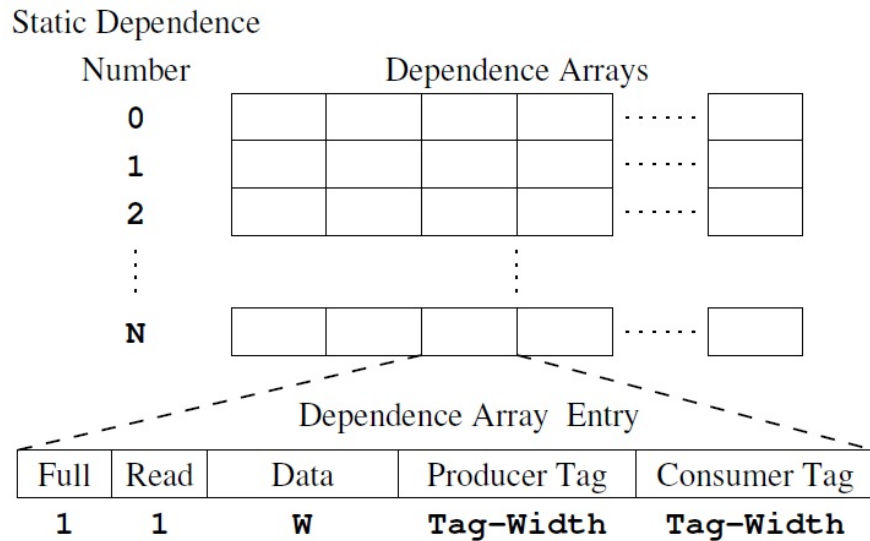 Static Dependence
Number Dependence Arrays
0
1
2
N
Dependence Array Entry
Full Read Data Producer Tag Consumer Tag
1 1 W Tag-Width Tag-Width